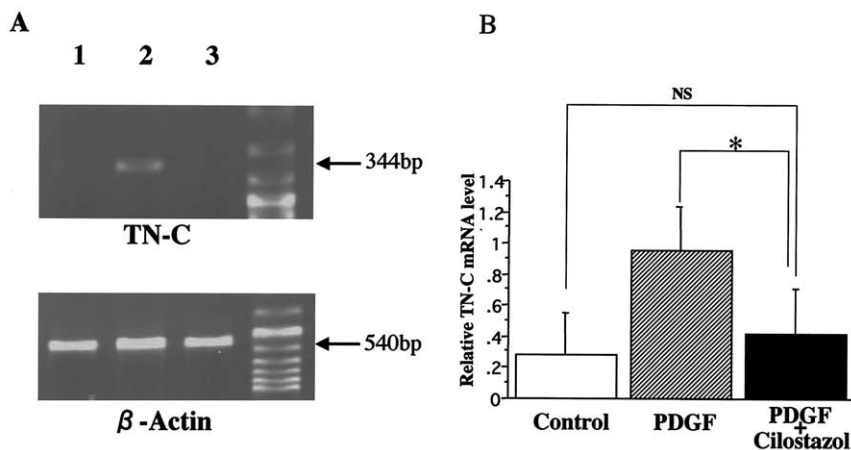 A
1 2 3
344bp
TN-C
540bp
β-Actin
B
NS
*
Relative TN-C mRNA level
1.4
1.2
1
.8
.6
.4
.2
0
Control
PDGF
PDGF
+
Cilostazol